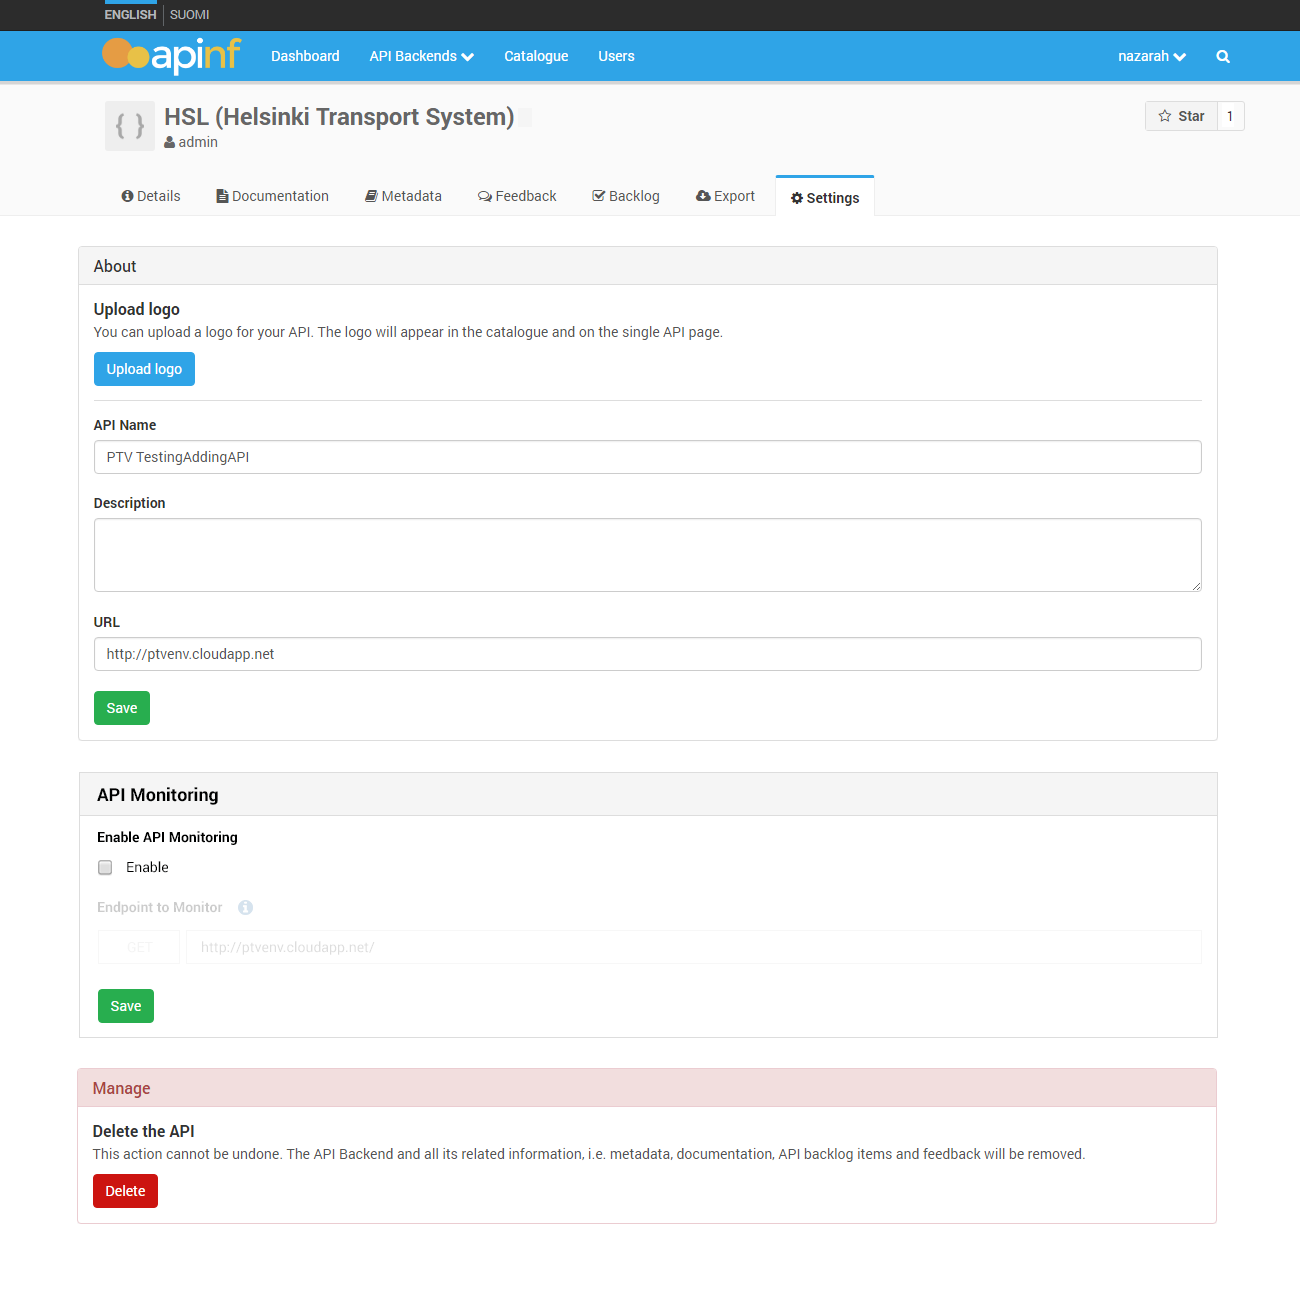 ENGLISH SUOMI
apinf Dashboard API Backends Catalogue Users nazarah
{ } HSL (Helsinki Transport System) Star 1
admin
Details Documentation Metadata Feedback Backlog Export Settings
About
Upload logo
You can upload a logo for your API. The logo will appear in the catalogue and on the single API page.
Upload logo
API Name
PTV TestingAddingAPI
Description
URL
http://ptvenv.cloudapp.net
Save
API Monitoring
Enable API Monitoring
Enable
Endpoint to Monitor
GET http://ptvenv.cloudapp.net/
Save
Manage
Delete the API
This action cannot be undone. The API Backend and all its related information, i.e. metadata, documentation, API backlog items and feedback will be removed.
Delete